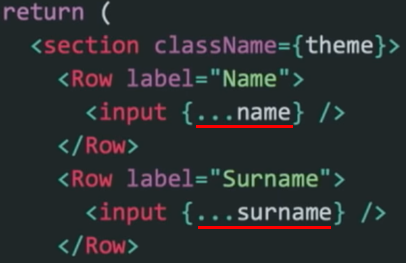 return (
<section className={theme}>
<Row label="Name">
<input {...name} />
</Row>
<Row label="Surname">
<input {...surname} />
</Row>